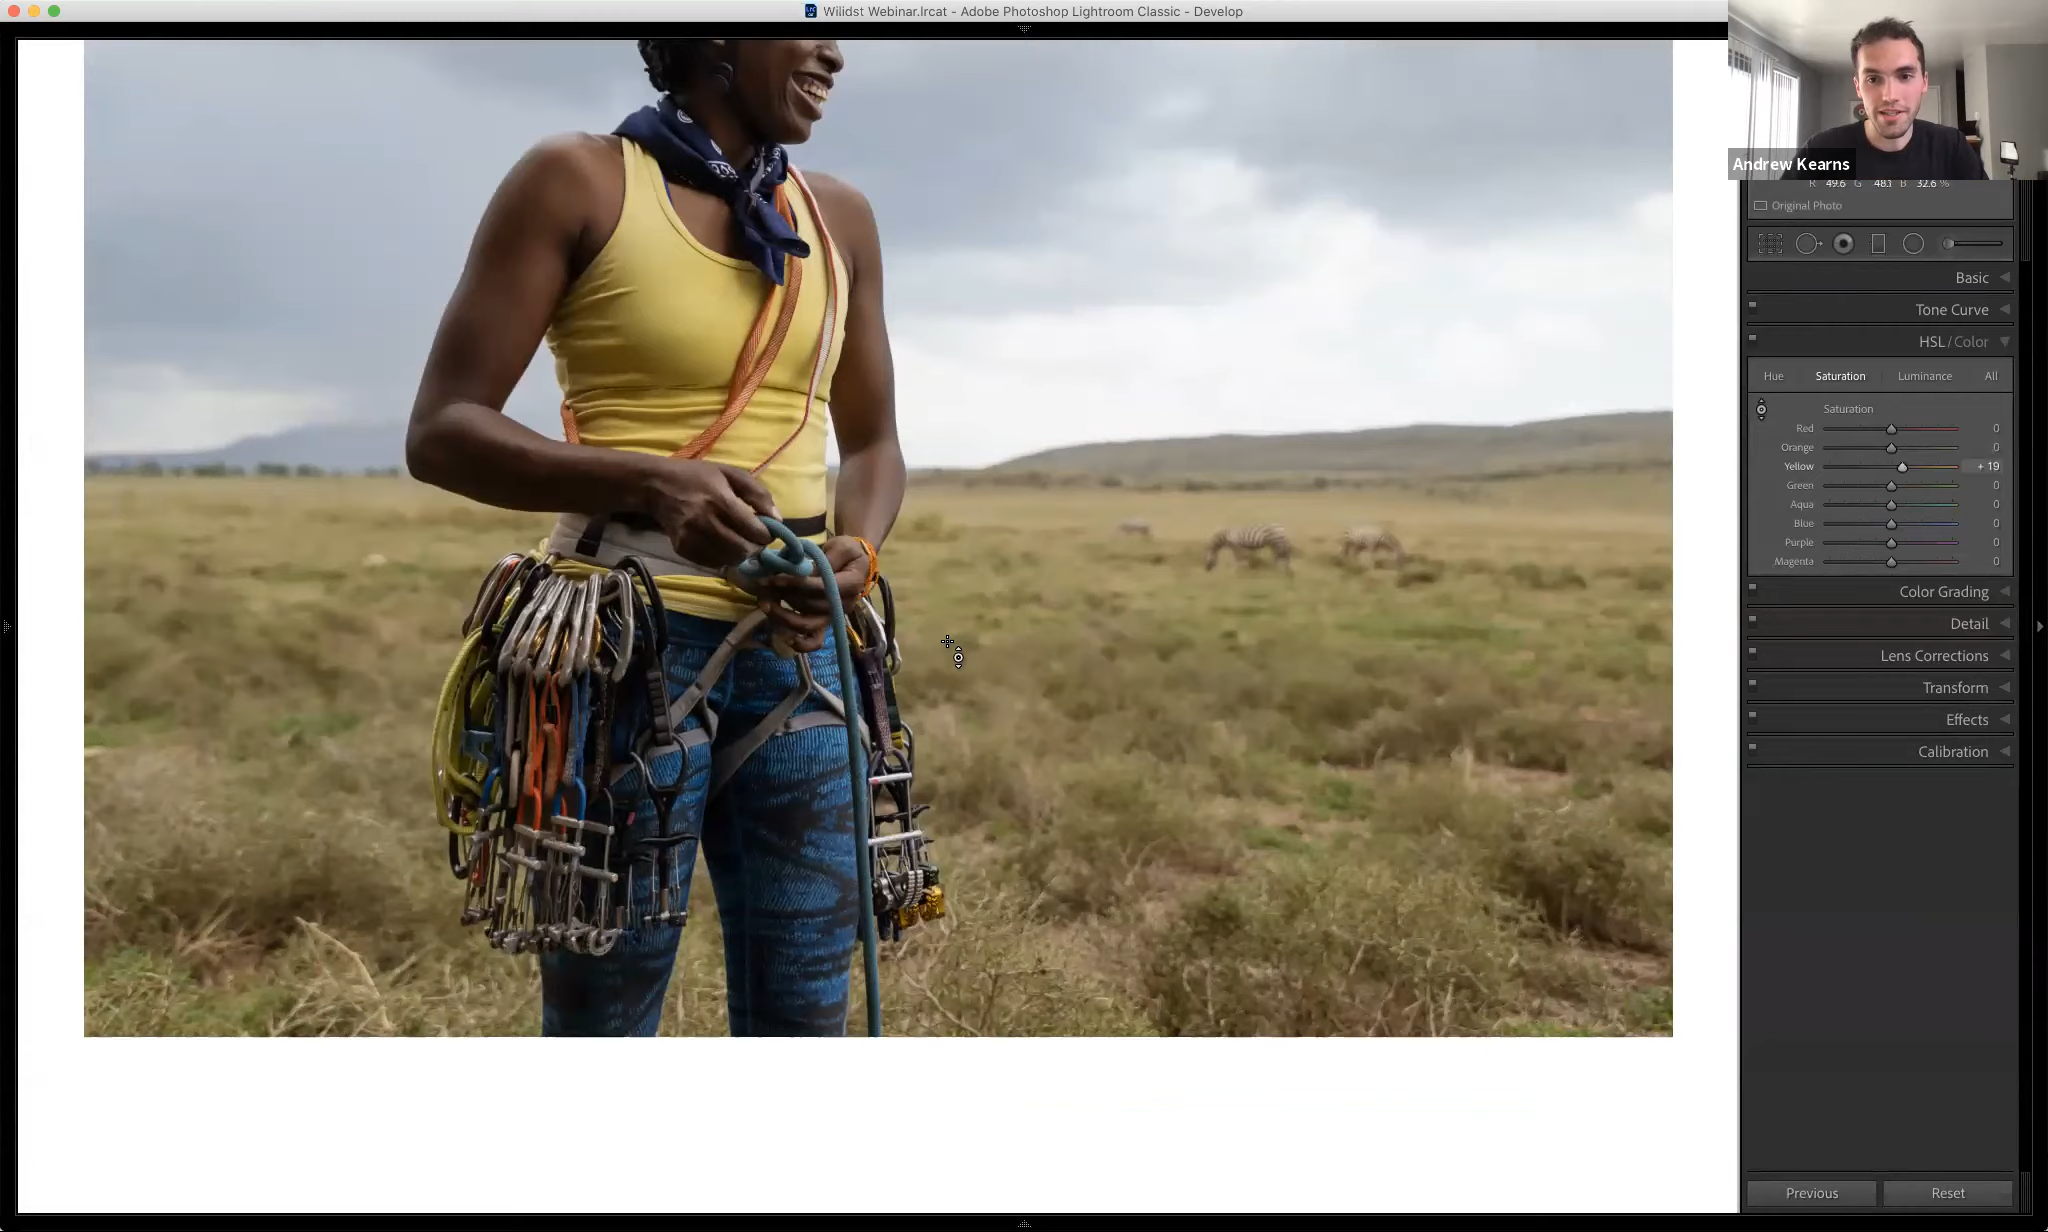 Wilidst Webinar.lrcat - Adobe Photoshop Lightroom Classic - Develop
Andrew Kearns
R 49.6 G 48.1 B 32.6 %
Original Photo
Basic
Tone Curve
HSL / Color
Hue Saturation Luminance All
Saturation
Red 0
Orange 0
Yellow + 19
Green 0
Aqua 0
Blue 0
Purple 0
Magenta 0
Color Grading
Detail
Lens Corrections
Transform
Effects
Calibration
Previous Reset